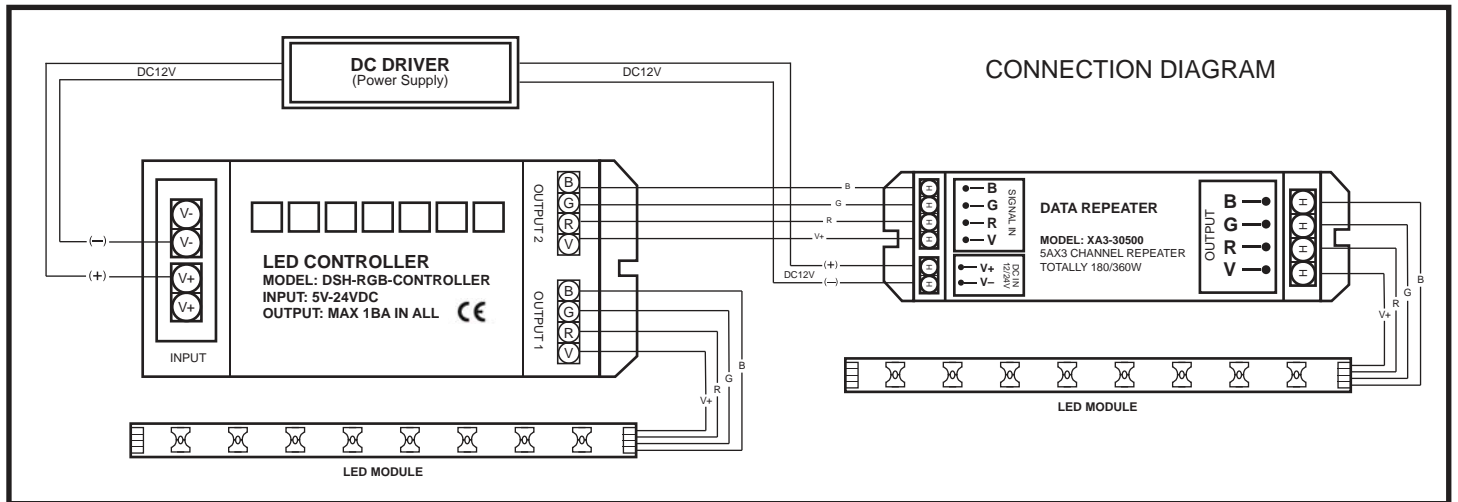 CONNECTION DIAGRAM
DC DRIVER
(Power Supply)
DC12V
DC12V
(–)
(+)
V-
V-
V+
V+
INPUT
LED CONTROLLER
MODEL: DSH-RGB-CONTROLLER
INPUT: 5V-24VDC
OUTPUT: MAX 1BA IN ALL CE
OUTPUT 2
B
G
R
V
OUTPUT 1
B
G
R
V
B
G
R
V+
LED MODULE
B
G
R
V+
(+)
DC12V
(–)
H
H
H
H
H
H
B
G
R
V
SIGNAL IN
V+
V–
DC IN
12/24V
DATA REPEATER
MODEL: XA3-30500
5AX3 CHANNEL REPEATER
TOTALLY 180/360W
OUTPUT
B
G
R
V
H
H
H
H
B
G
R
V+
LED MODULE